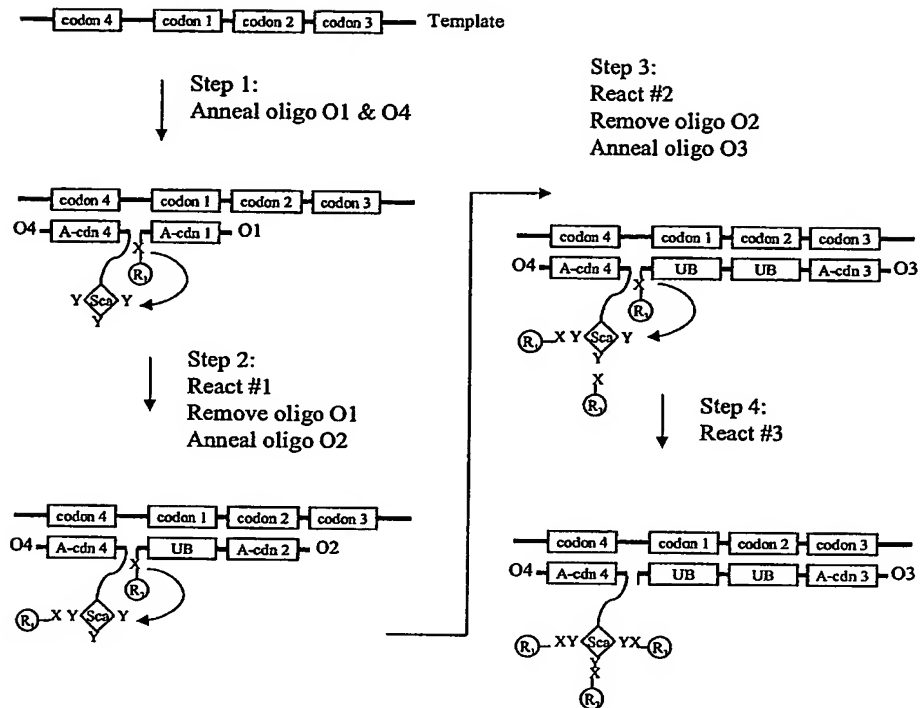 codon 4 codon 1 codon 2 codon 3 Template
Step 1:
Anneal oligo O1 & O4
codon 4 codon 1 codon 2 codon 3
O4 A-cdn 4 A-cdn 1 O1
X
R₁
Y Sca Y
Y
Step 2:
React #1
Remove oligo O1
Anneal oligo O2
codon 4 codon 1 codon 2 codon 3
O4 A-cdn 4 UB A-cdn 2 O2
X
R₂
R₁ X Y Sca Y
Y
Step 3:
React #2
Remove oligo O2
Anneal oligo O3
codon 4 codon 1 codon 2 codon 3
O4 A-cdn 4 UB UB A-cdn 3 O3
X
R₃
R₁ X Y Sca Y
Y
X
R₂
Step 4:
React #3
codon 4 codon 1 codon 2 codon 3
O4 A-cdn 4 UB UB A-cdn 3 O3
R₁ XY Sca YX R₃
Y
X
R₂